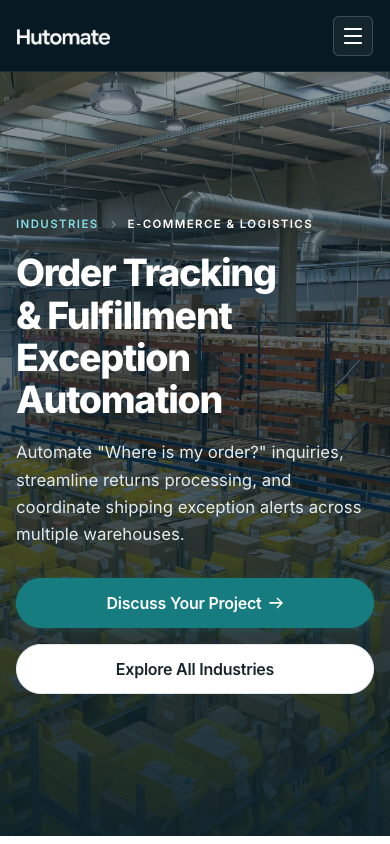 Hutomate
INDUSTRIES > E-COMMERCE & LOGISTICS
Order Tracking
& Fulfillment
Exception
Automation
Automate "Where is my order?" inquiries,
streamline returns processing, and
coordinate shipping exception alerts across
multiple warehouses.
Discuss Your Project →
Explore All Industries